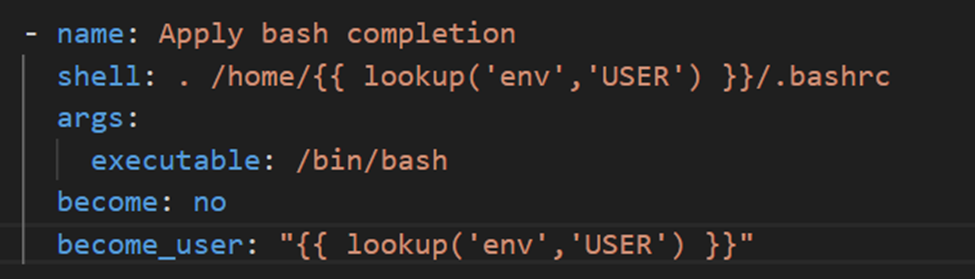 - name: Apply bash completion
  shell: . /home/{{ lookup('env','USER') }}/.bashrc
  args:
    executable: /bin/bash
  become: no
  become_user: "{{ lookup('env','USER') }}"